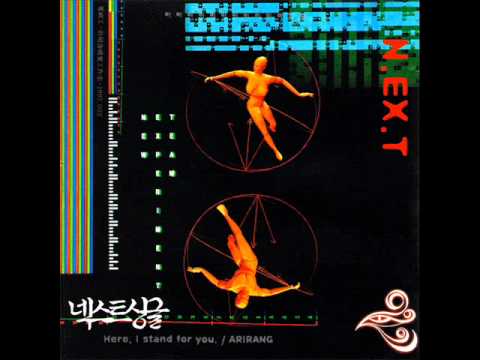 N.EX.T
NEW
EXPERIMENT
TEAM
넥스트싱글
Here, I stand for you. / ARIRANG